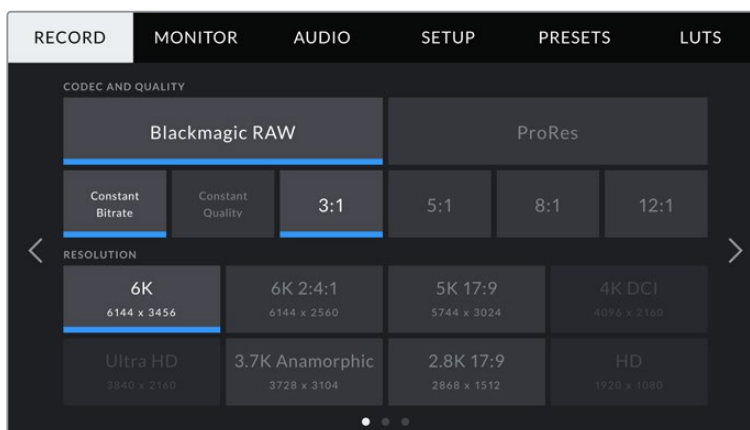 RECORD MONITOR AUDIO SETUP PRESETS LUTS
CODEC AND QUALITY
Blackmagic RAW ProRes
Constant Bitrate Constant Quality 3:1 5:1 8:1 12:1
RESOLUTION
6K 6K 2:4:1 5K 17:9 4K DCI
6144 x 3456 6144 x 2560 5744 x 3024 4096 x 2160
Ultra HD 3.7K Anamorphic 2.8K 17:9 HD
3840 x 2160 3728 x 3104 2868 x 1512 1920 x 1080